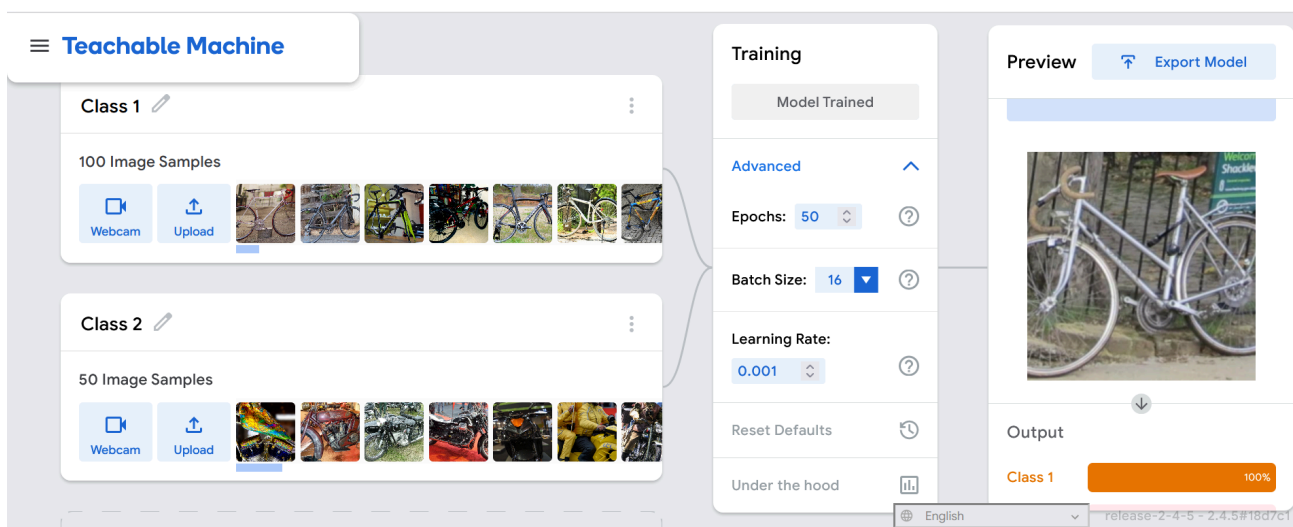 Teachable Machine
Class 1
100 Image Samples
Webcam
Upload
Class 2
50 Image Samples
Webcam
Upload
Training
Model Trained
Advanced
Epochs: 50
Batch Size: 16
Learning Rate:
0.001
Reset Defaults
Under the hood
Preview
Export Model
Welcom
Shackle
Output
Class 1
100%
English
release-2-4-5 - 2.4.5#18d7c1